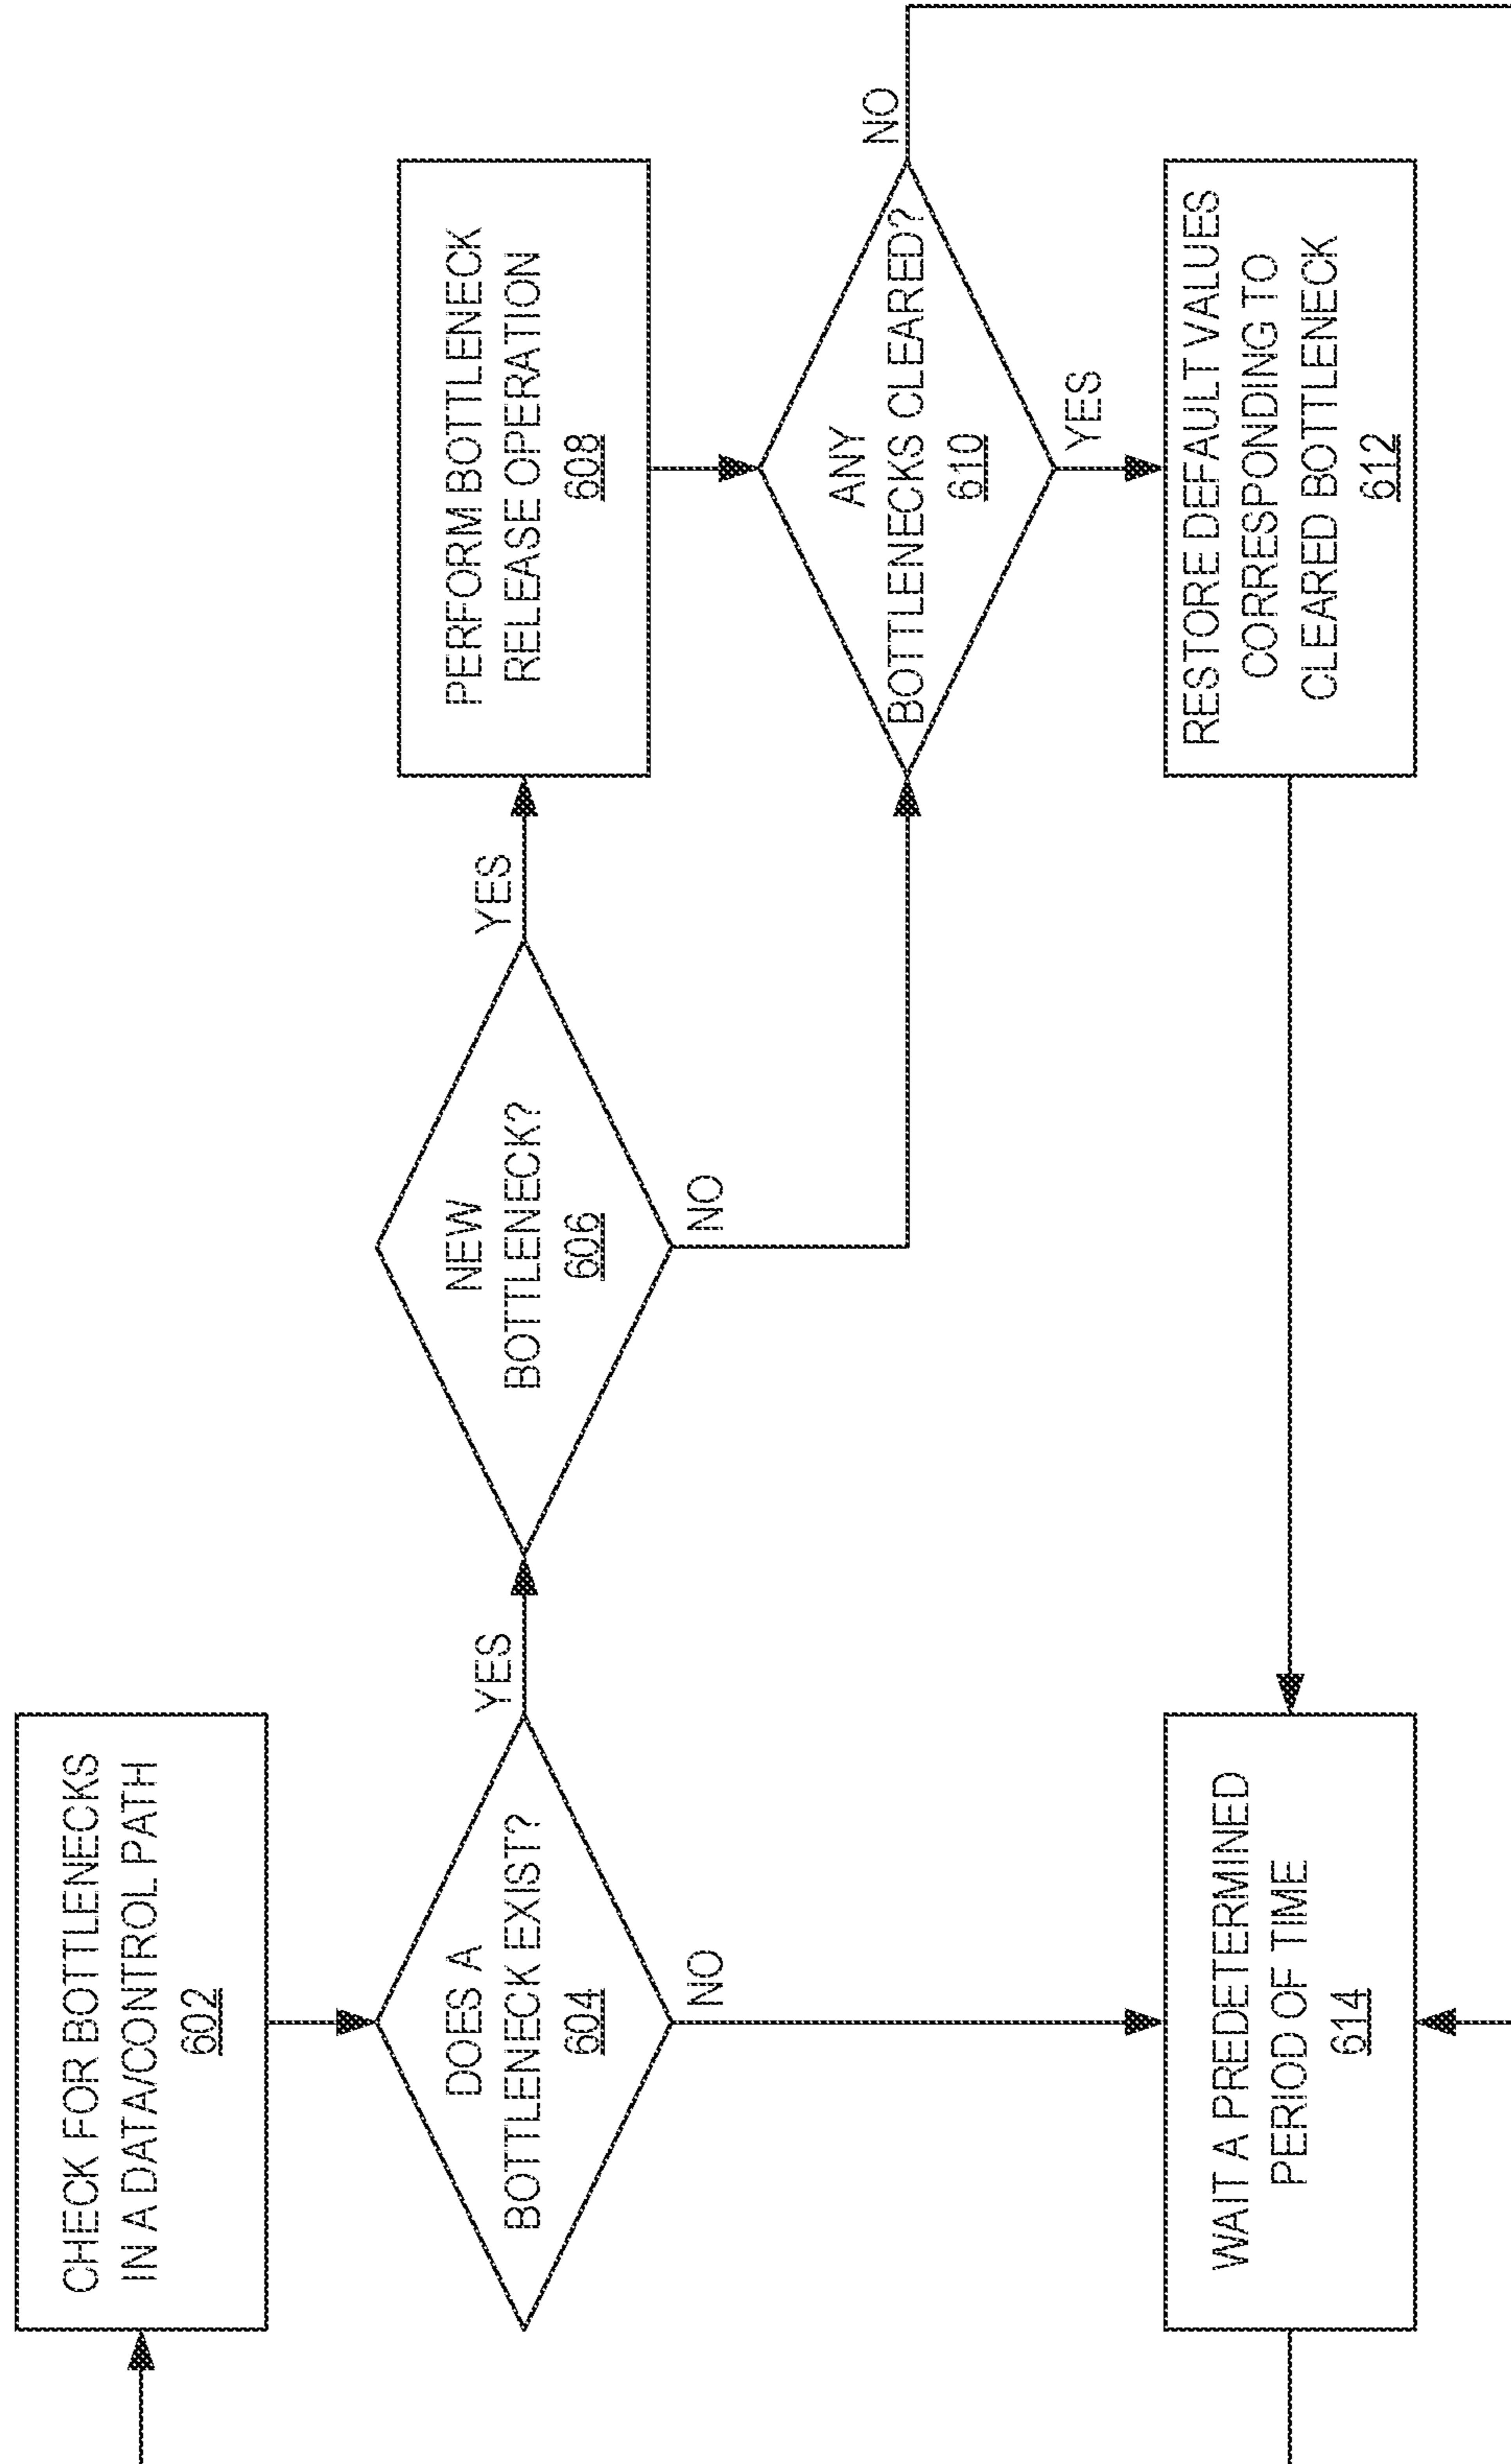 CHECK FOR BOTTLENECKS
IN A DATA/CONTROL PATH
602
DOES A
BOTTLENECK EXIST?
604
YES
NO
NEW
BOTTLENECK?
606
YES
NO
PERFORM BOTTLENECK
RELEASE OPERATION
608
ANY
BOTTLENECKS CLEARED?
610
NO
YES
RESTORE DEFAULT VALUES
CORRESPONDING TO
CLEARED BOTTLENECK
612
WAIT A PREDETERMINED
PERIOD OF TIME
614